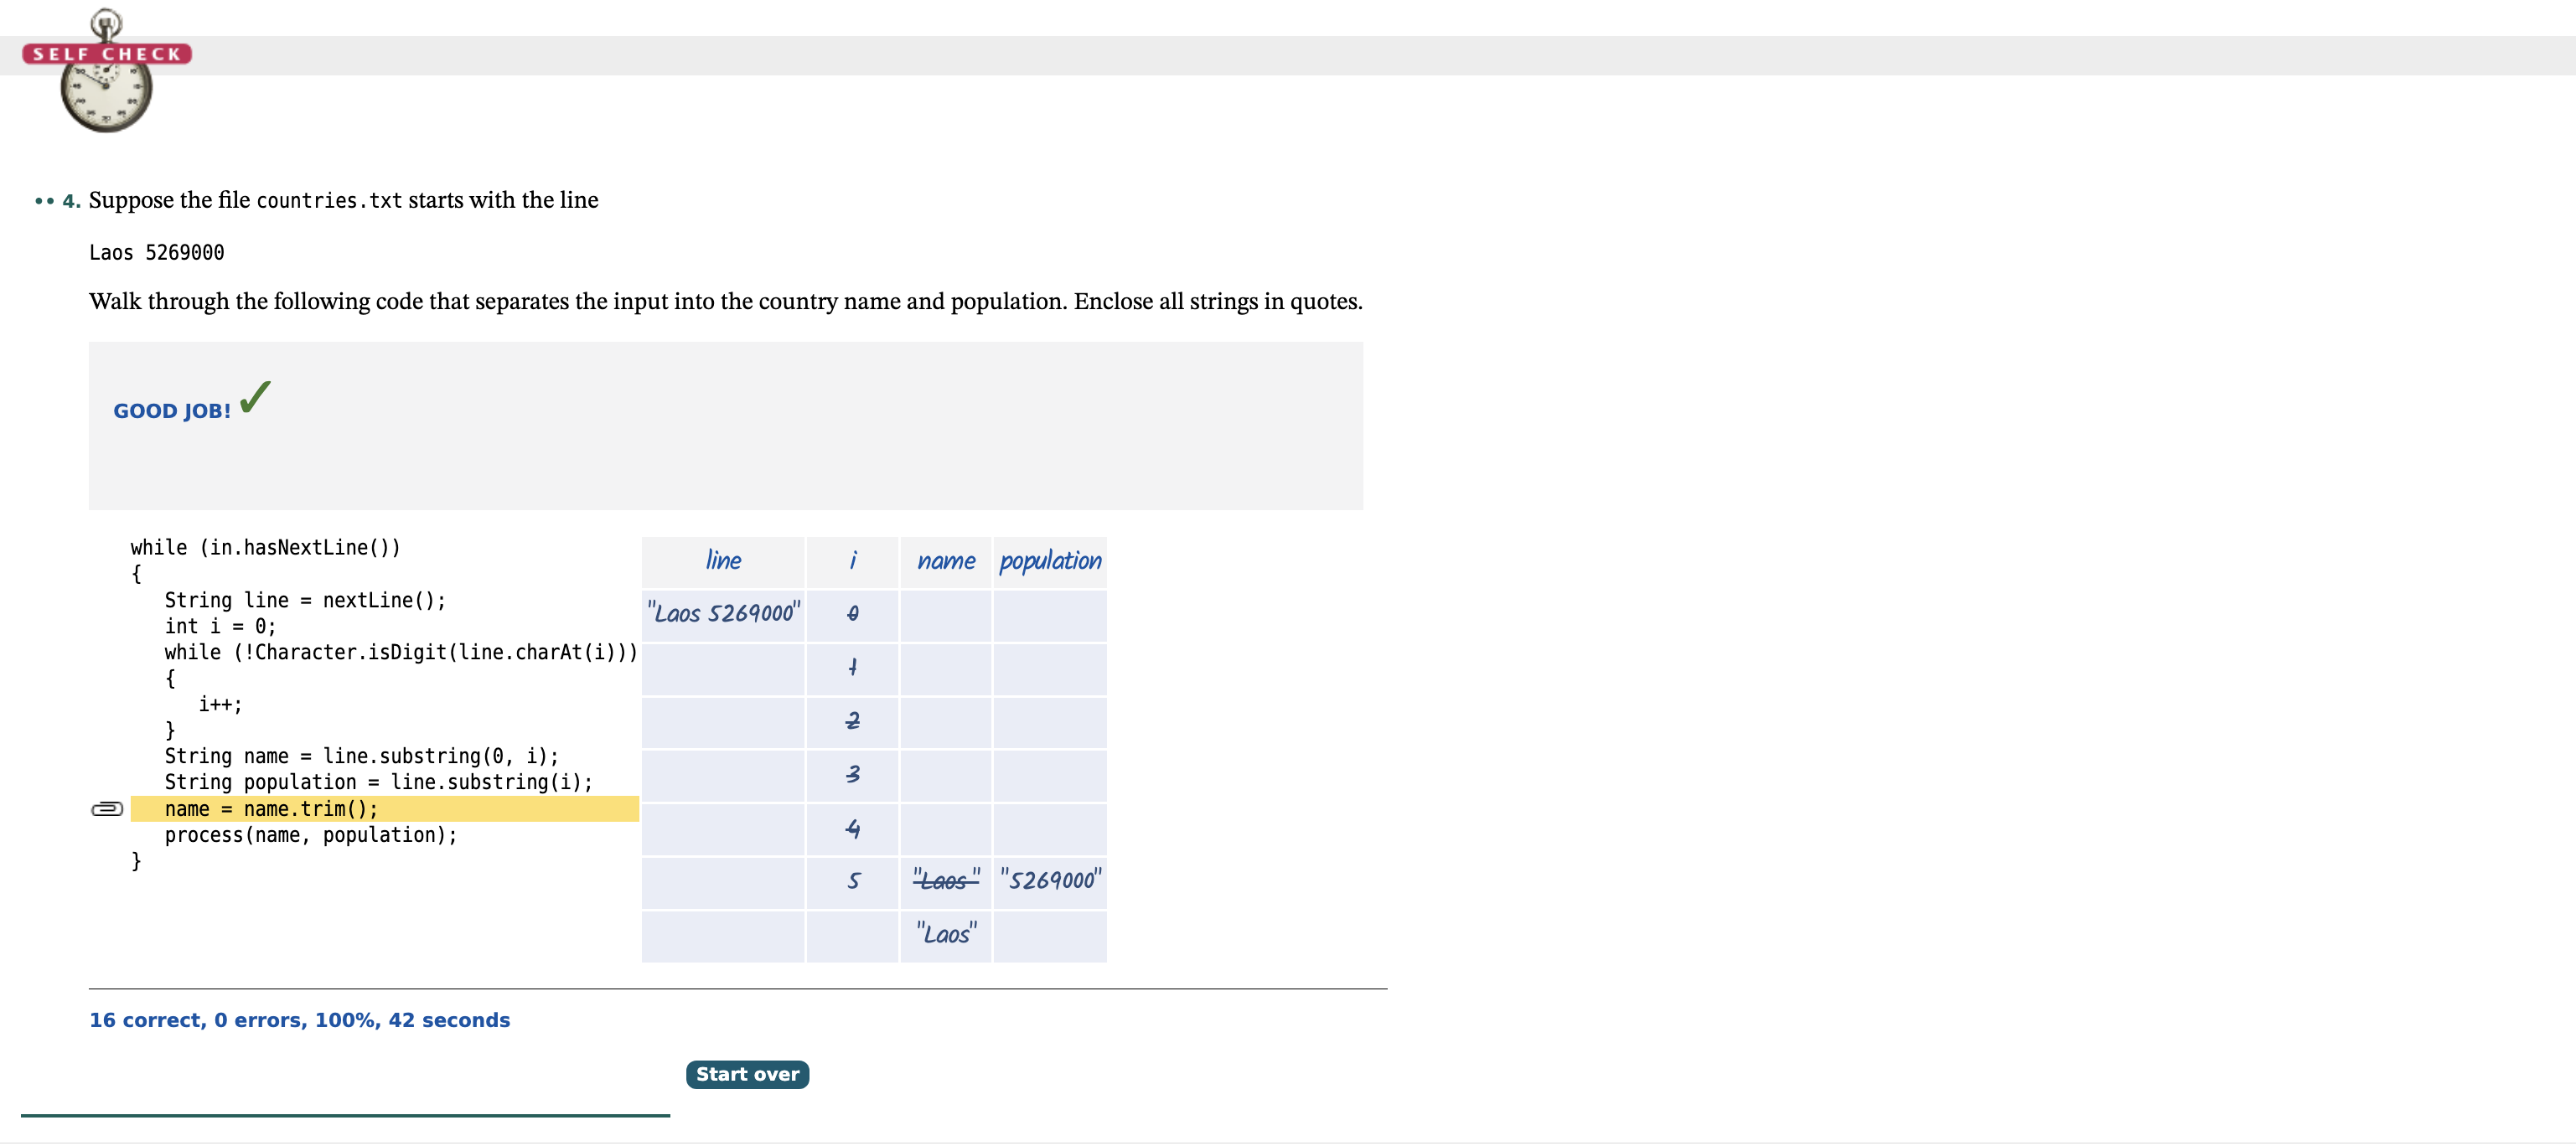 SELF CHECK
•• 4. Suppose the file countries.txt starts with the line
Laos 5269000
Walk through the following code that separates the input into the country name and population. Enclose all strings in quotes.
GOOD JOB! ✓
while (in.hasNextLine())
{
   String line = nextLine();
   int i = 0;
   while (!Character.isDigit(line.charAt(i)))
   {
      i++;
   }
   String name = line.substring(0, i);
   String population = line.substring(i);
   name = name.trim();
   process(name, population);
}
line i name population
"Laos 5269000" 0
1
2
3
4
5 "Laos " "5269000"
"Laos"
16 correct, 0 errors, 100%, 42 seconds
Start over